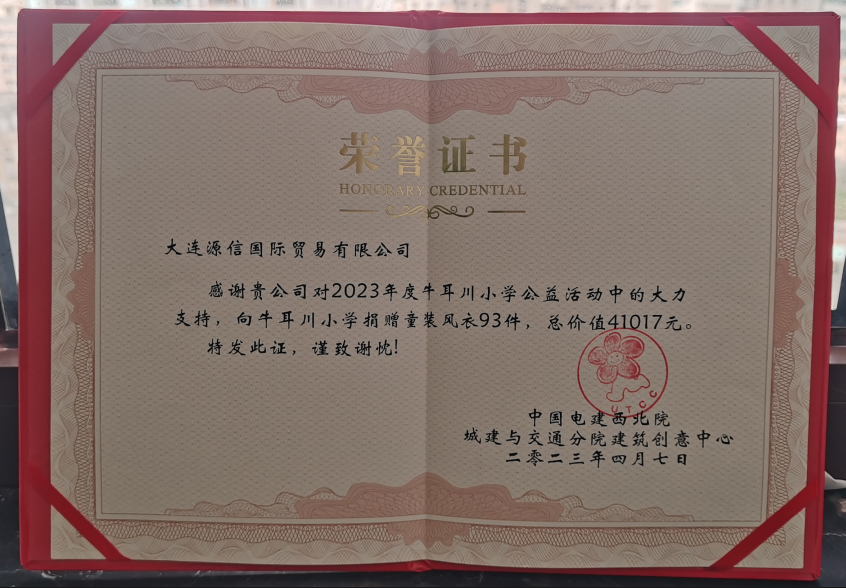 荣誉证书
HONORARY CREDENTIAL
大连源信国际贸易有限公司
感谢贵公司对2023年度牛耳川小学公益活动中的大力
支持，向牛耳川小学捐赠童装风衣93件，总价值41017元。
特发此证，谨致谢忱!
UTCC
中国电建西北院
城建与交通分院建筑创意中心
二零二三年四月七日